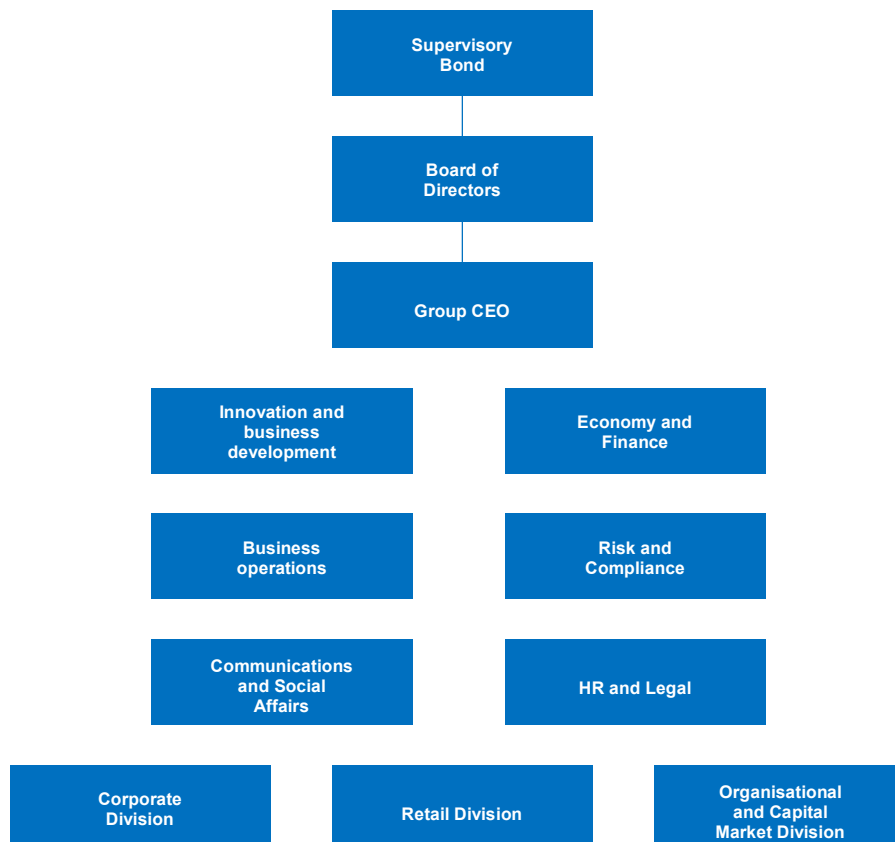 Supervisory
Bond
Board of
Directors
Group CEO
Innovation and
business
development
Economy and
Finance
Business
operations
Risk and
Compliance
Communications
and Social
Affairs
HR and Legal
Corporate
Division
Retail Division
Organisational
and Capital
Market Division